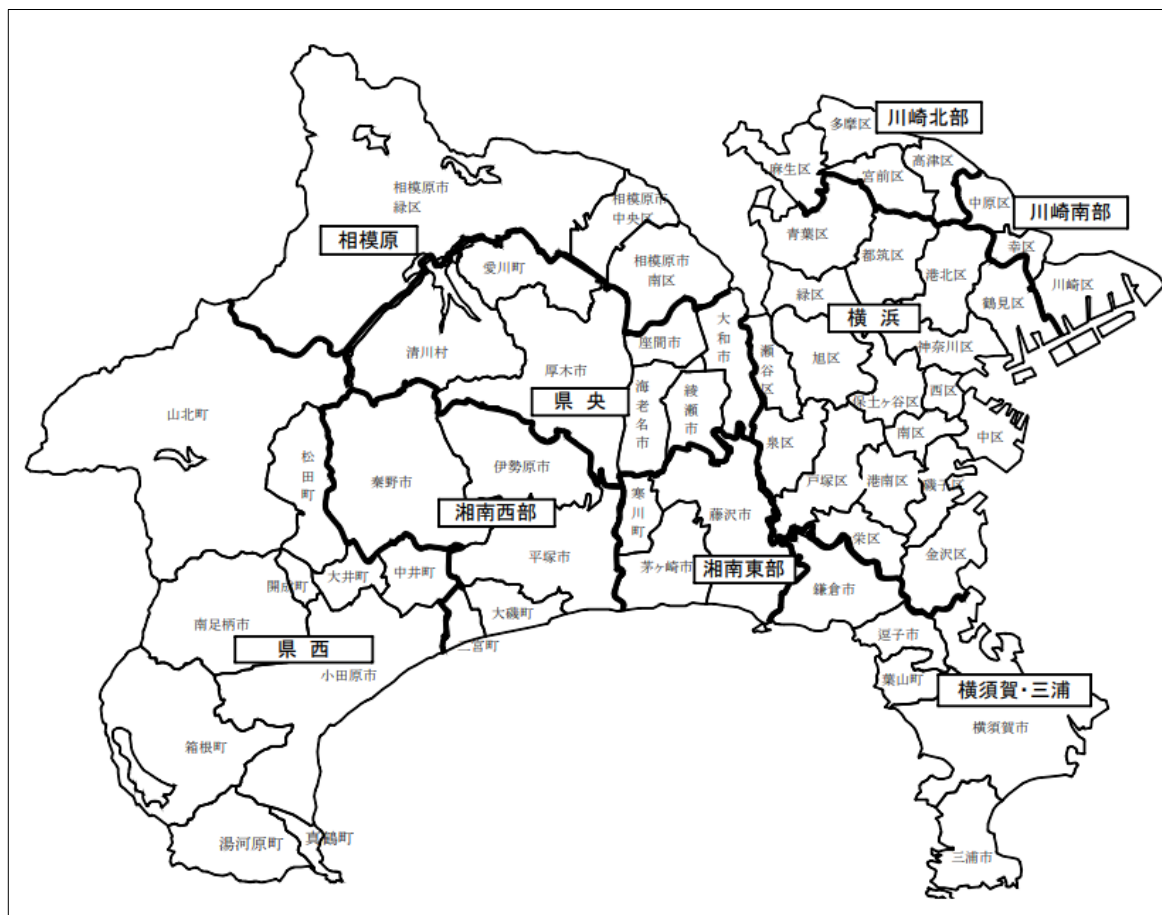 川崎北部
多摩区
高津区
麻生区
宮前区
中原区
川崎南部
相模原市
緑区
相模原市
中央区
相模原
青葉区
都筑区
幸区
川崎区
港北区
鶴見区
愛川町
相模原市
南区
緑区
横浜
大和市
座間市
瀬谷区
旭区
神奈川区
清川村
厚木市
県央
海老名市
綾瀬市
保土ヶ谷区
西区
南区
中区
山北町
松田町
秦野市
伊勢原市
泉区
戸塚区
港南区
磯子区
湘南西部
寒川町
藤沢市
栄区
金沢区
平塚市
茅ヶ崎市
湘南東部
鎌倉市
開成町
大井町
中井町
大磯町
二宮町
南足柄市
県西
小田原市
逗子市
葉山町
横須賀・三浦
横須賀市
箱根町
湯河原町
真鶴町
三浦市